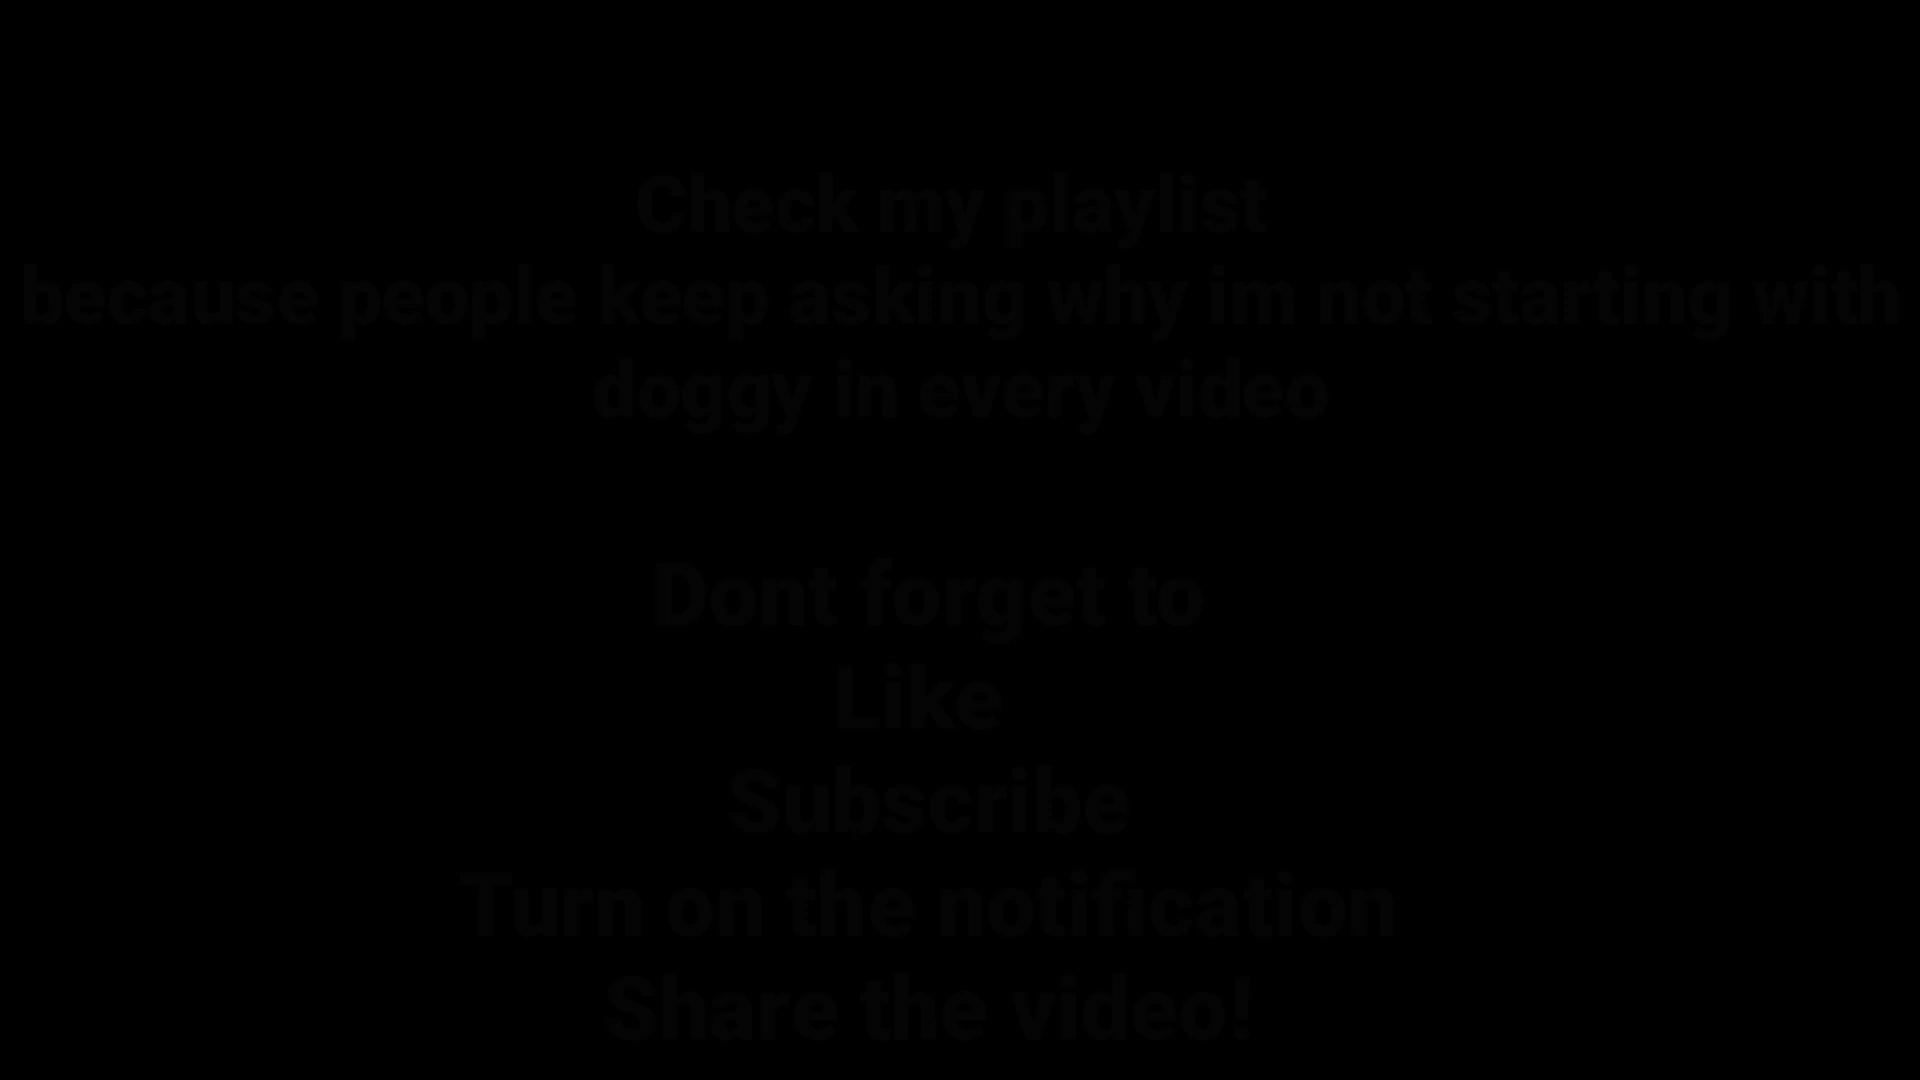 Check my playlist
because people keep asking why im not starting with
doggy in every video
Dont forget to
Like
Subscribe
Turn on the notification
Share the video!